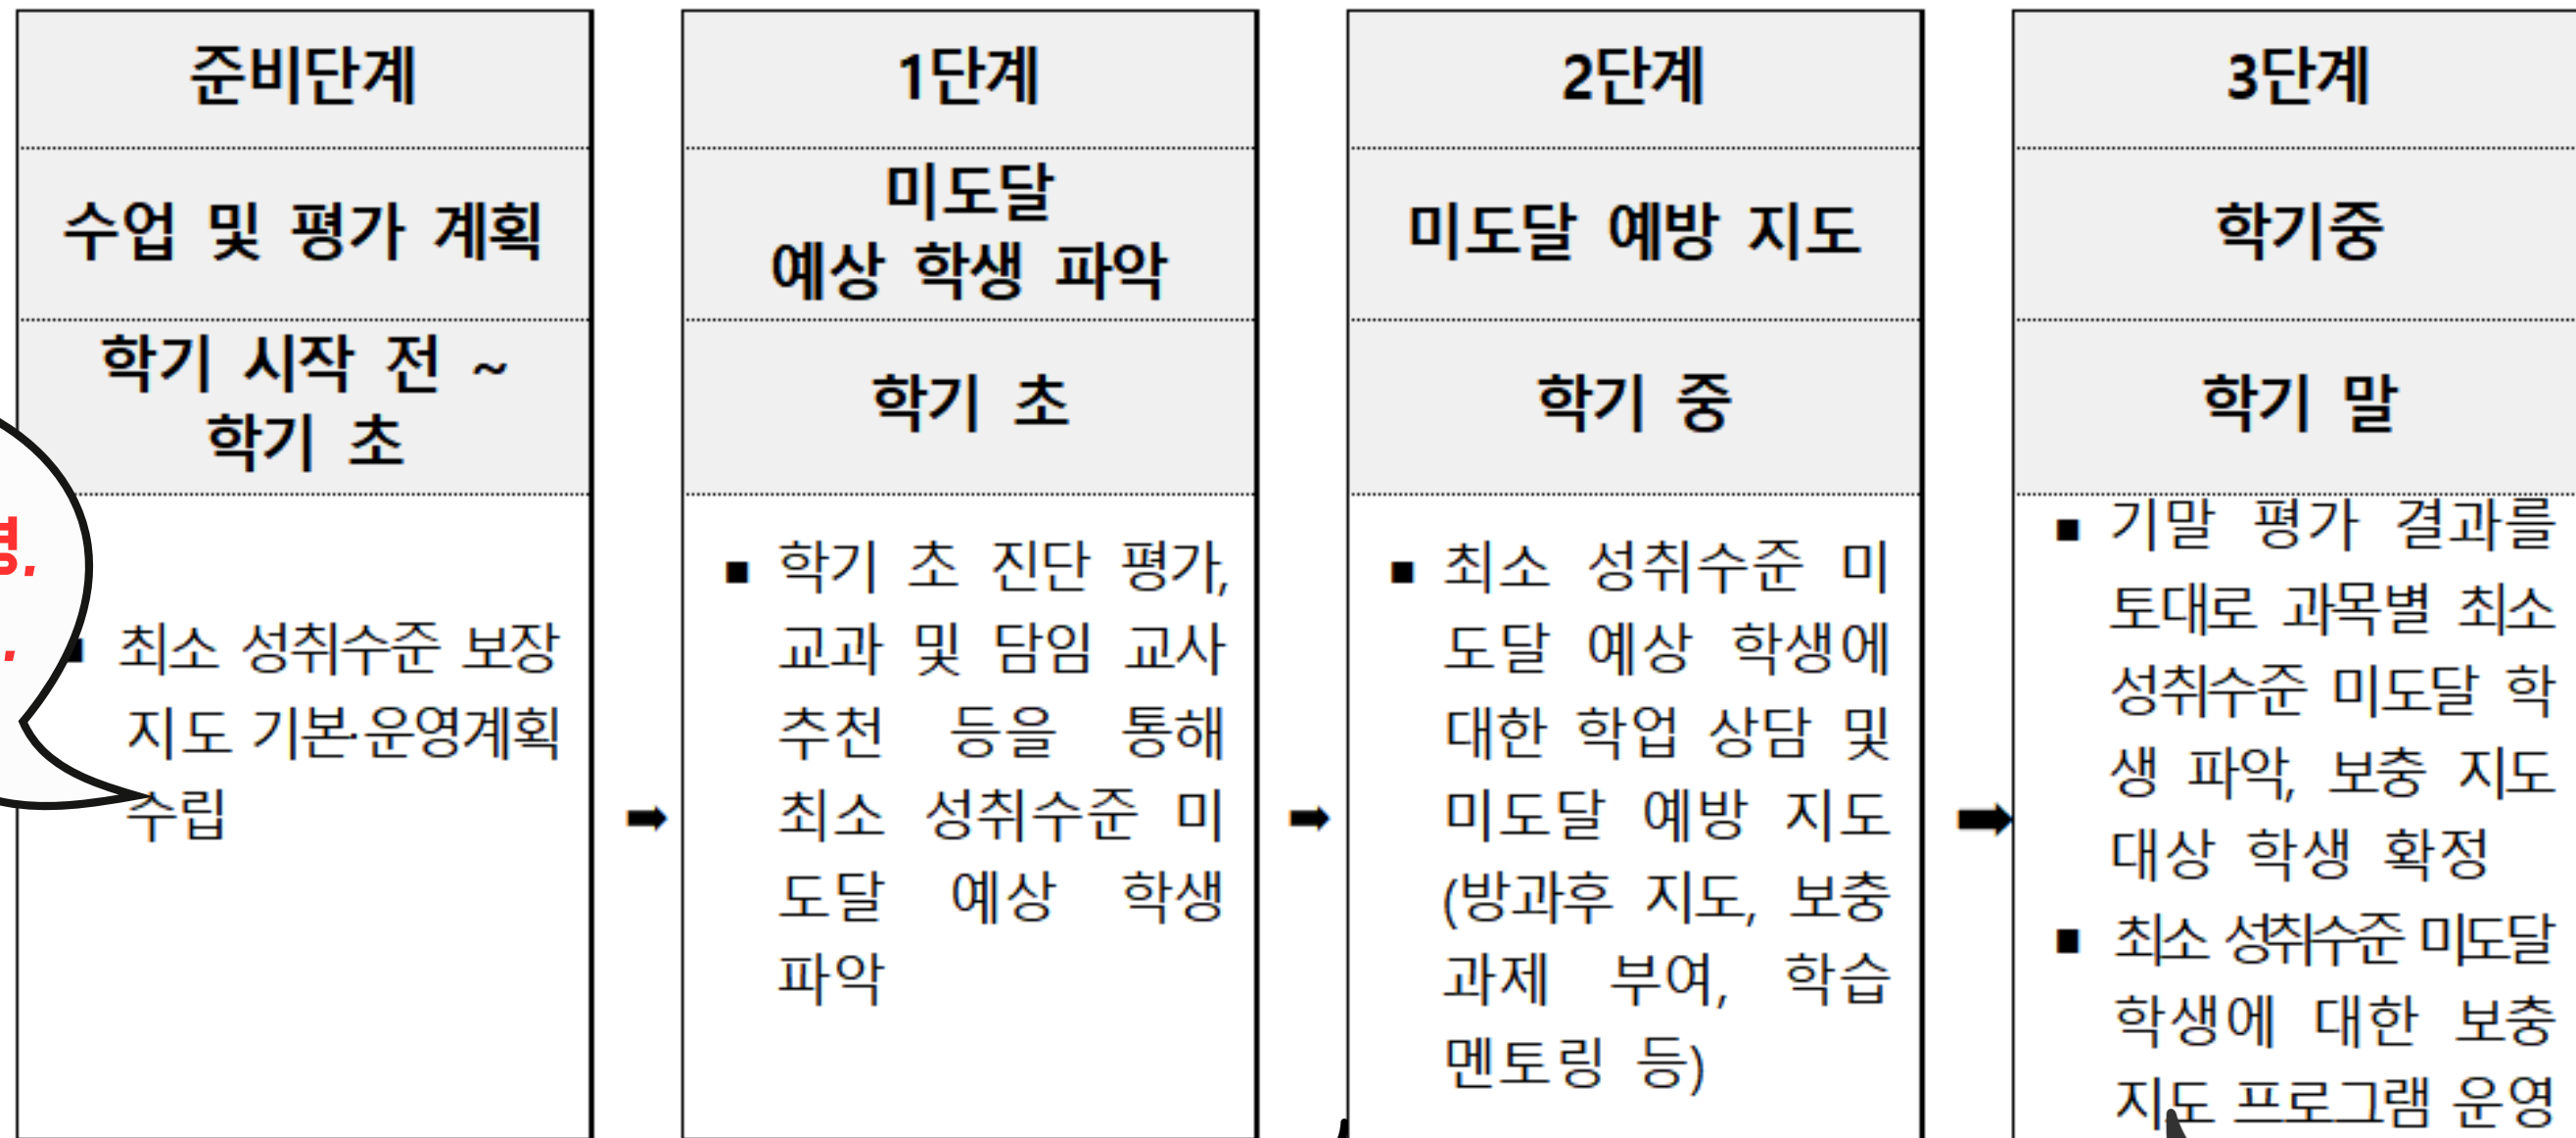 준비단계
수업 및 평가 계획
학기 시작 전 ~
학기 초
최소 성취수준 보장
지도 기본·운영계획
수립
➡
1단계
미도달
예상 학생 파악
학기 초
■ 학기 초 진단 평가,
교과 및 담임 교사
추천 등을 통해
최소 성취수준 미
도달 예상 학생
파악
➡
2단계
미도달 예방 지도
학기 중
■ 최소 성취수준 미
도달 예상 학생에
대한 학업 상담 및
미도달 예방 지도
(방과후 지도, 보충
과제 부여, 학습
멘토링 등)
➡
3단계
학기중
학기 말
■ 기말 평가 결과를
토대로 과목별 최소
성취수준 미도달 학
생 파악, 보충 지도
대상 학생 확정
■ 최소 성취수준 미도달
학생에 대한 보충
지도 프로그램 운영